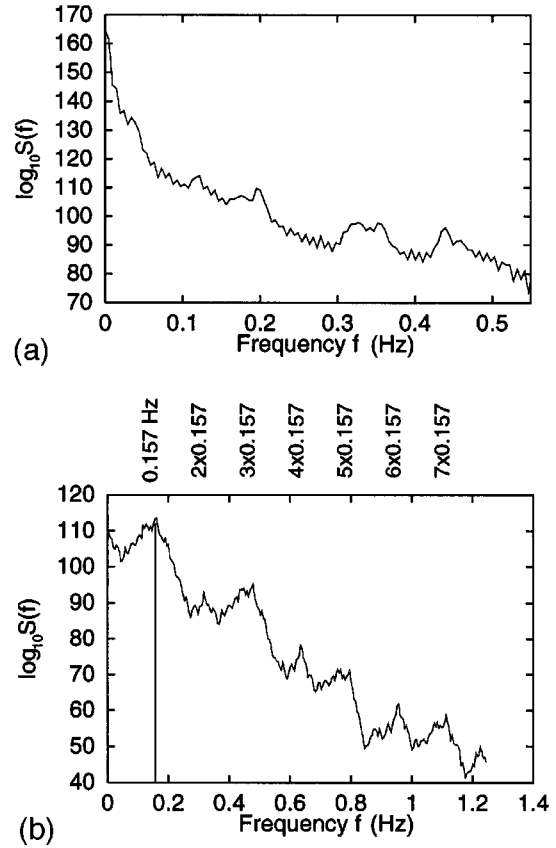 170
160
150
140
130
120
110
100
90
80
70
log₁₀S(f)
0 0.1 0.2 0.3 0.4 0.5
Frequency f (Hz)
(a)
0.157 Hz
2x0.157
3x0.157
4x0.157
5x0.157
6x0.157
7x0.157
120
110
100
90
80
70
60
50
40
log₁₀S(f)
0 0.2 0.4 0.6 0.8 1 1.2 1.4
Frequency f (Hz)
(b)